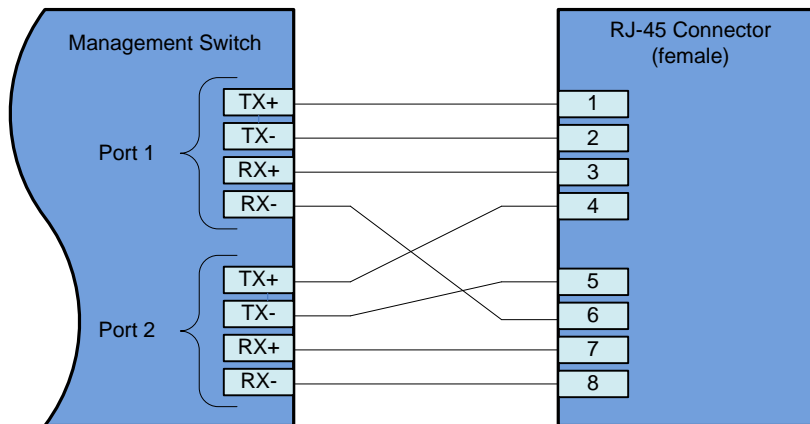 Management Switch
Port 1
TX+
TX-
RX+
RX-
Port 2
TX+
TX-
RX+
RX-
RJ-45 Connector
(female)
1
2
3
4
5
6
7
8